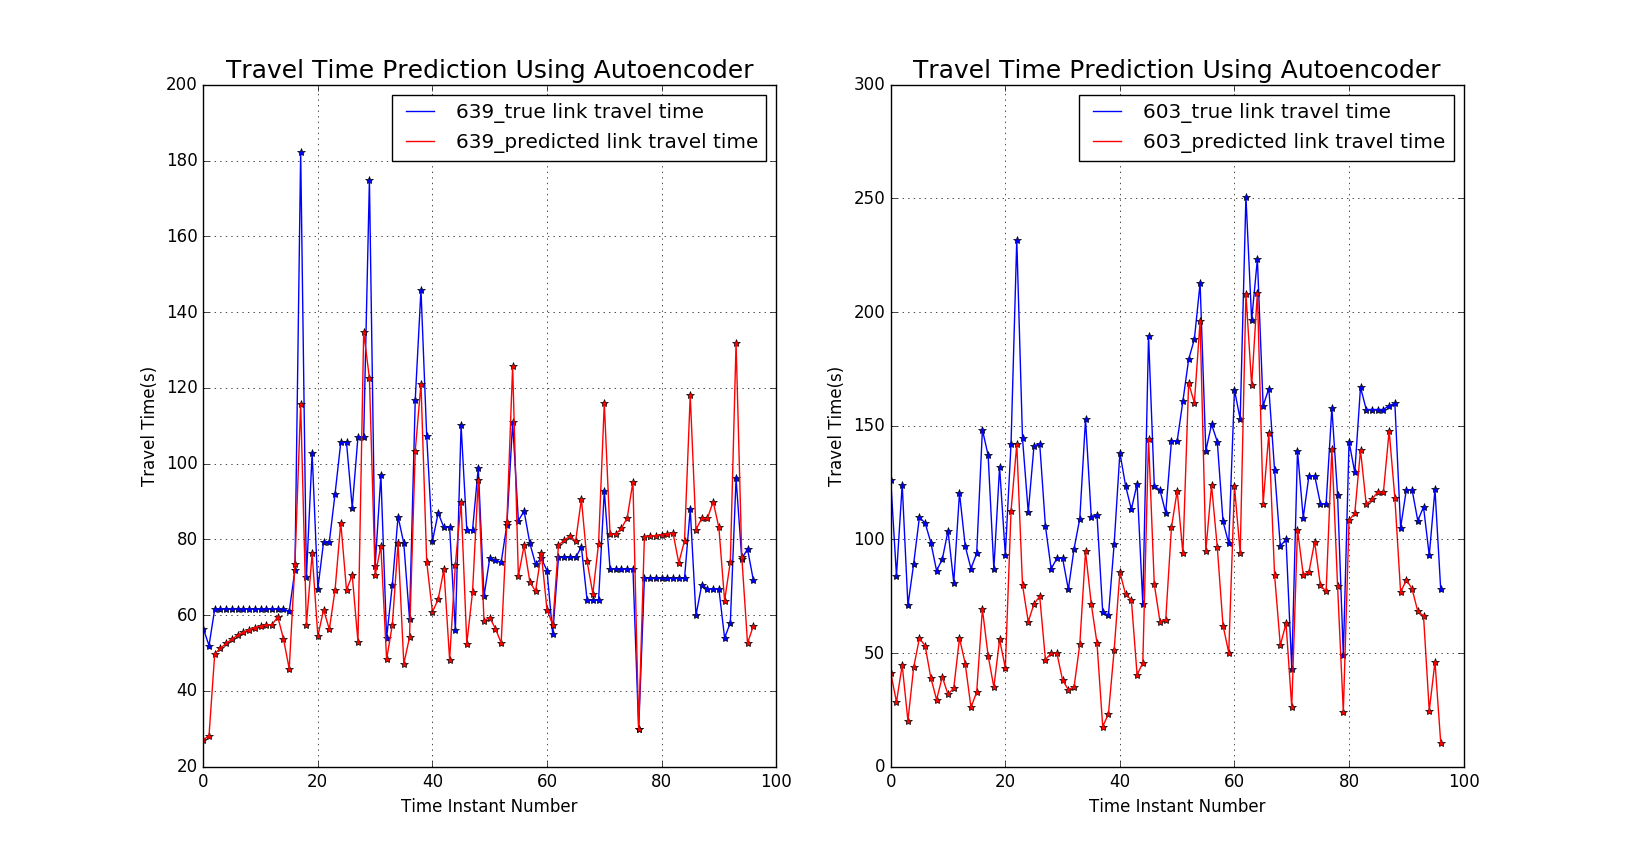 Travel Time Prediction Using Autoencoder
639_true link travel time
639_predicted link travel time
200
180
160
140
120
100
80
60
40
20
Travel Time(s)
0 20 40 60 80 100
Time Instant Number
Travel Time Prediction Using Autoencoder
603_true link travel time
603_predicted link travel time
300
250
200
150
100
50
0
Travel Time(s)
0 20 40 60 80 100
Time Instant Number